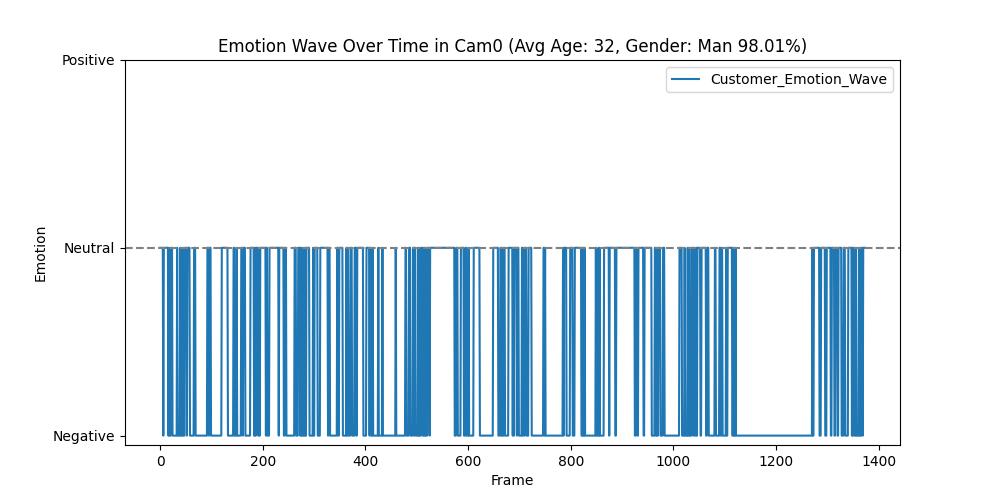 Emotion Wave Over Time in Cam0 (Avg Age: 32, Gender: Man 98.01%)
Positive
Customer_Emotion_Wave
Emotion
Neutral
Negative
0 200 400 600 800 1000 1200 1400
Frame